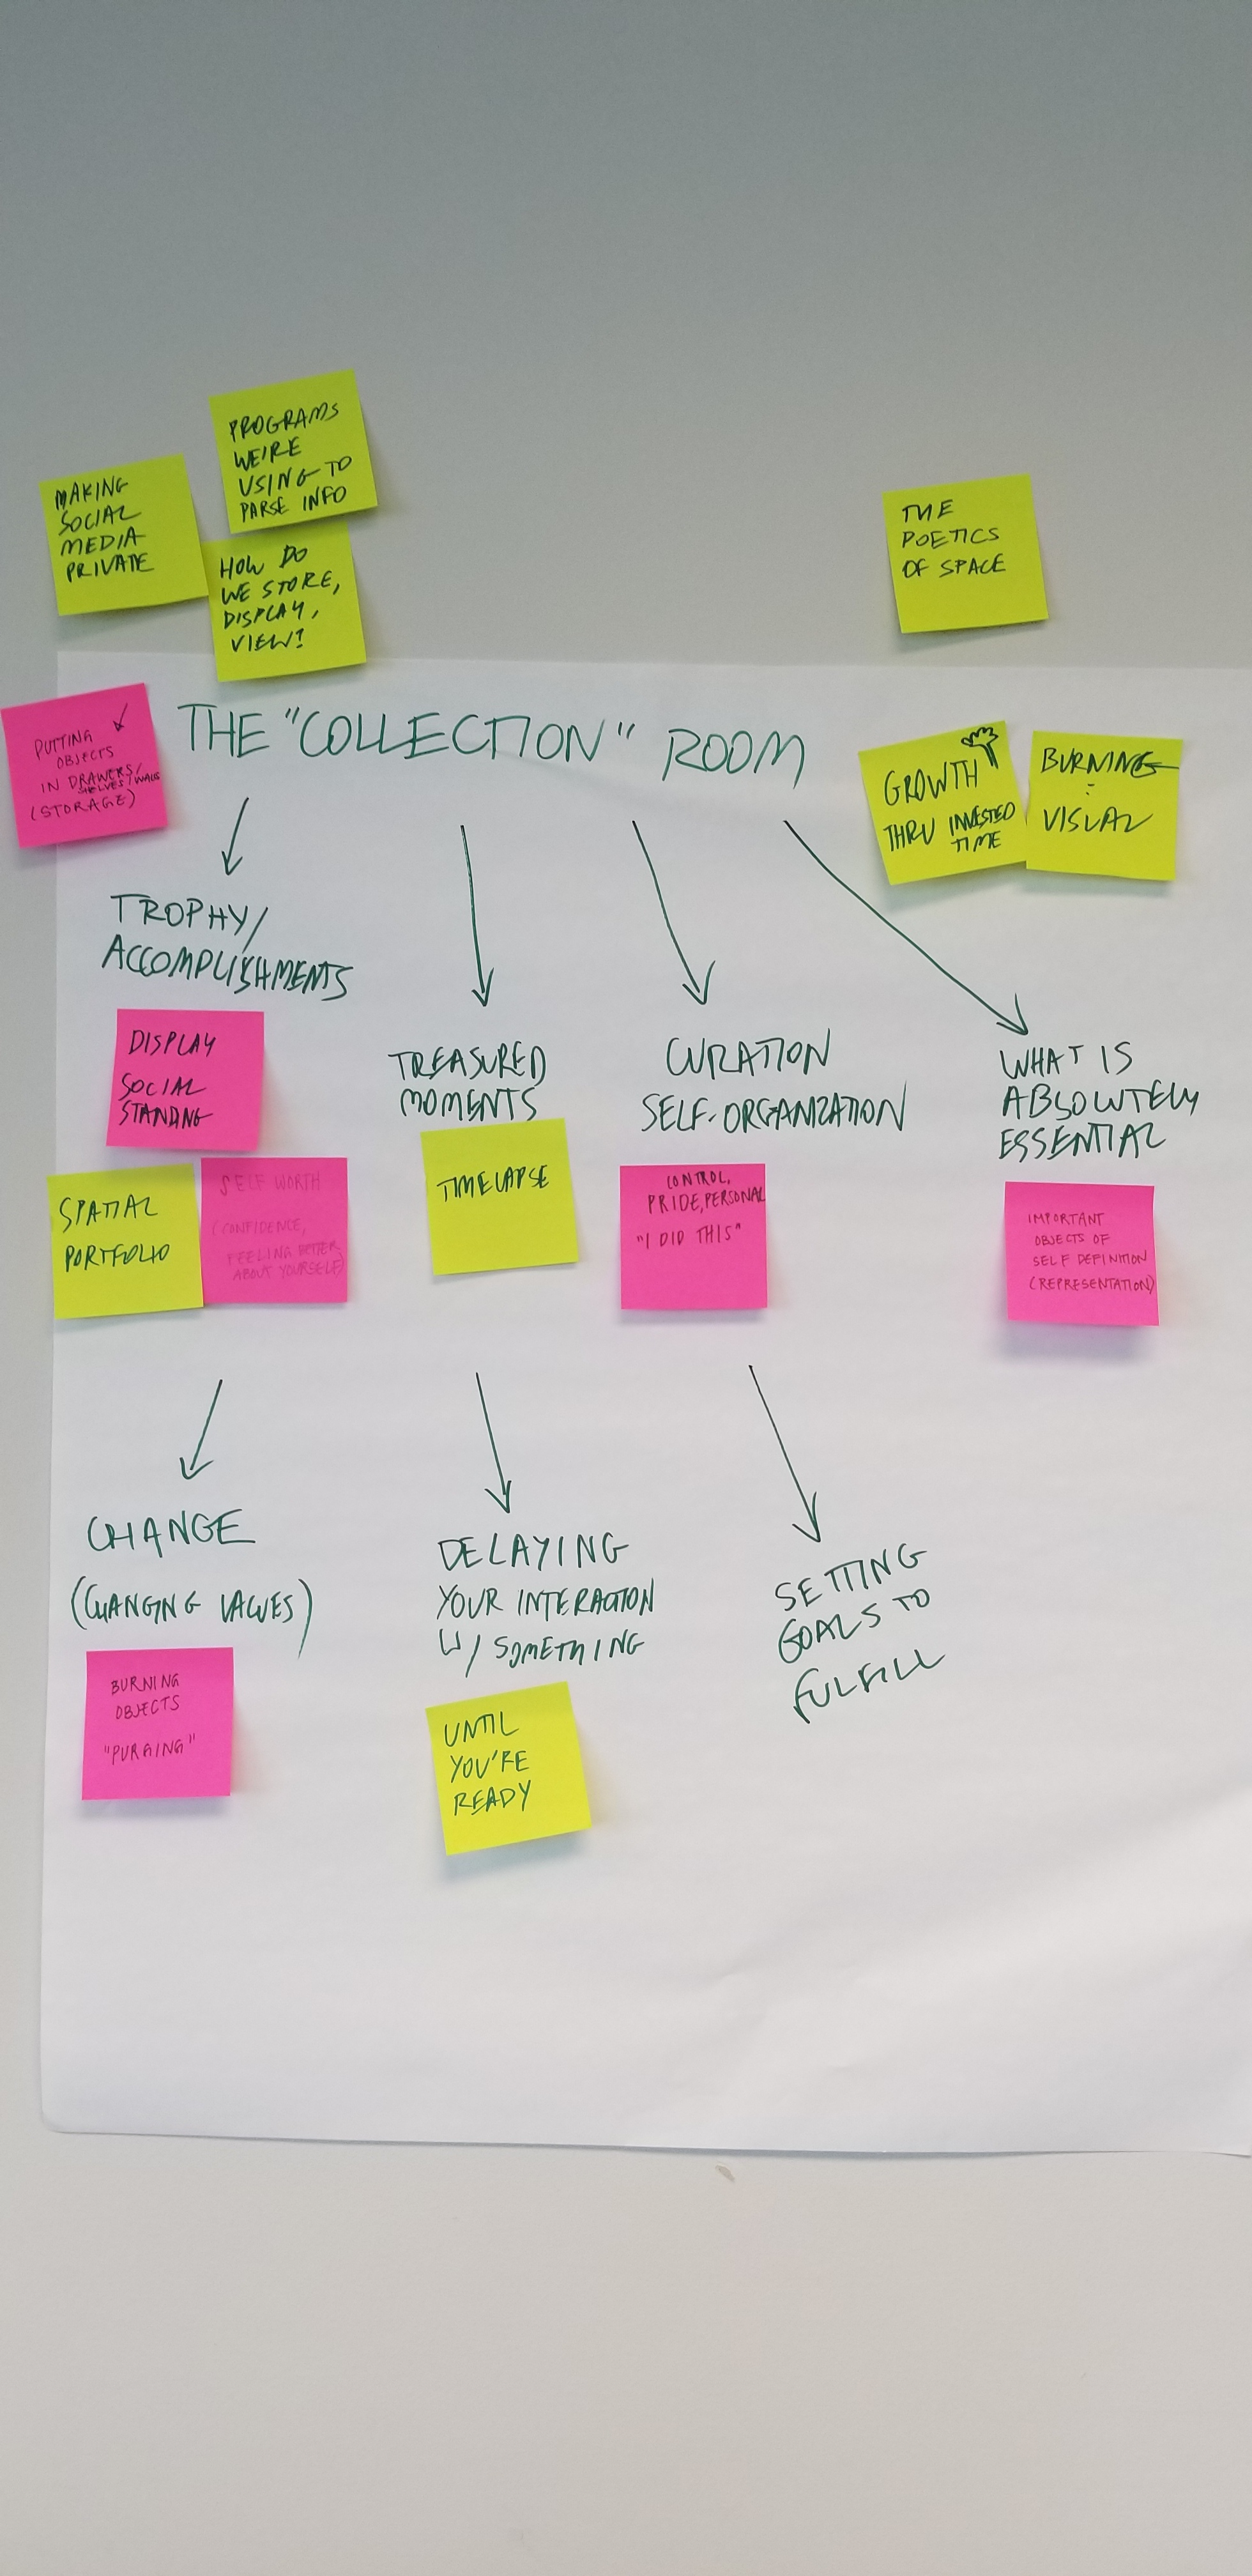 PROGRAMS
WE'RE
USING TO
PARSE INFO
MAKING
SOCIAL
MEDIA
PRIVATE
HOW DO
WE STORE,
DISPLAY,
VIEW?
THE
POETICS
OF SPACE
PUTTING
OBJECTS
IN DRAWERS/
SHELVES/WALLS
(STORAGE)
THE "COLLECTION" ROOM
GROWTH
THRU INVESTED
TIME
BURNING
:
VISUAL
TROPHY/
ACCOMPLISHMENTS
DISPLAY
SOCIAL
STANDING
SPATIAL
PORTFOLIO
SELF WORTH
(CONFIDENCE,
FEELING BETTER
ABOUT YOURSELF)
TREASURED
MOMENTS
TIMELAPSE
CURATION
SELF-ORGANIZATION
CONTROL,
PRIDE, PERSONAL
"I DID THIS"
WHAT IS
ABSOLUTELY
ESSENTIAL
IMPORTANT
OBJECTS OF
SELF DEFINITION
(REPRESENTATION)
CHANGE
(CHANGING VALUES)
BURNING
OBJECTS
"PURGING"
DELAYING
YOUR INTERACTION
W/ SOMETHING
UNTIL
YOU'RE
READY
SETTING
GOALS TO
FULFILL